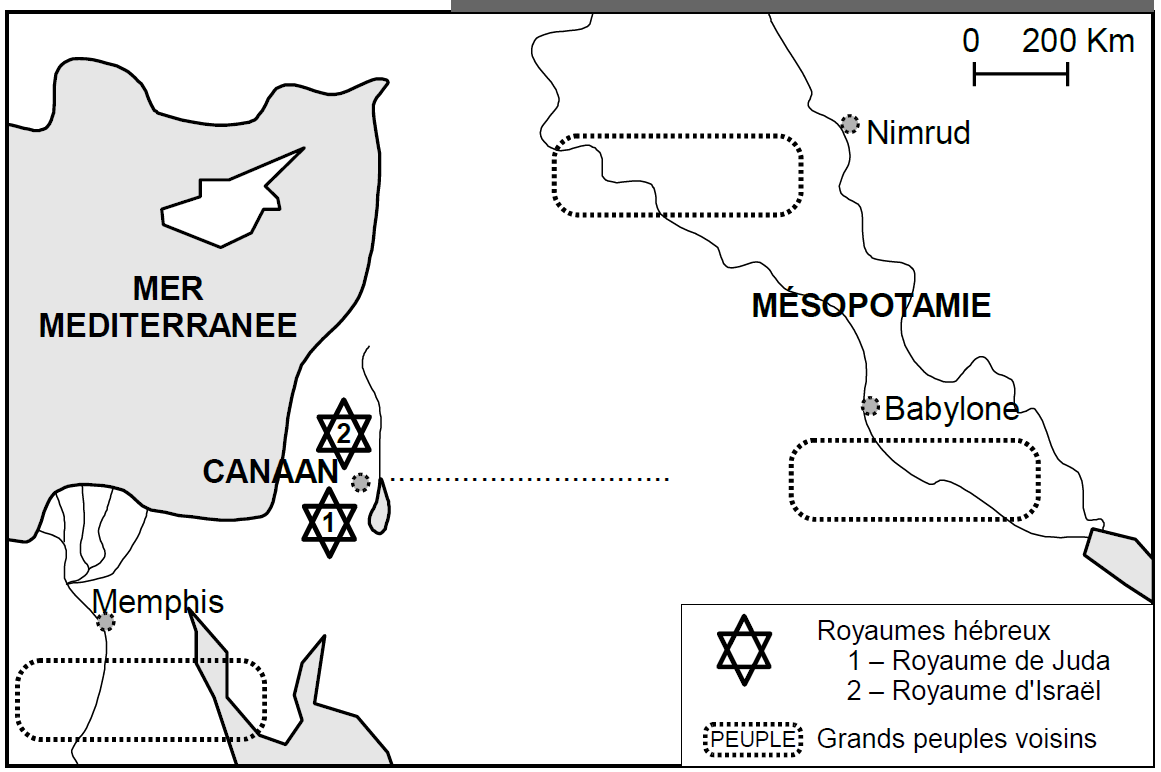 0 200 Km
Nimrud
MER
MEDITERRANEE
MÉSOPOTAMIE
Babylone
2
CANAAN
1
Memphis
Royaumes hébreux
1 – Royaume de Juda
2 – Royaume d'Israël
PEUPLE Grands peuples voisins